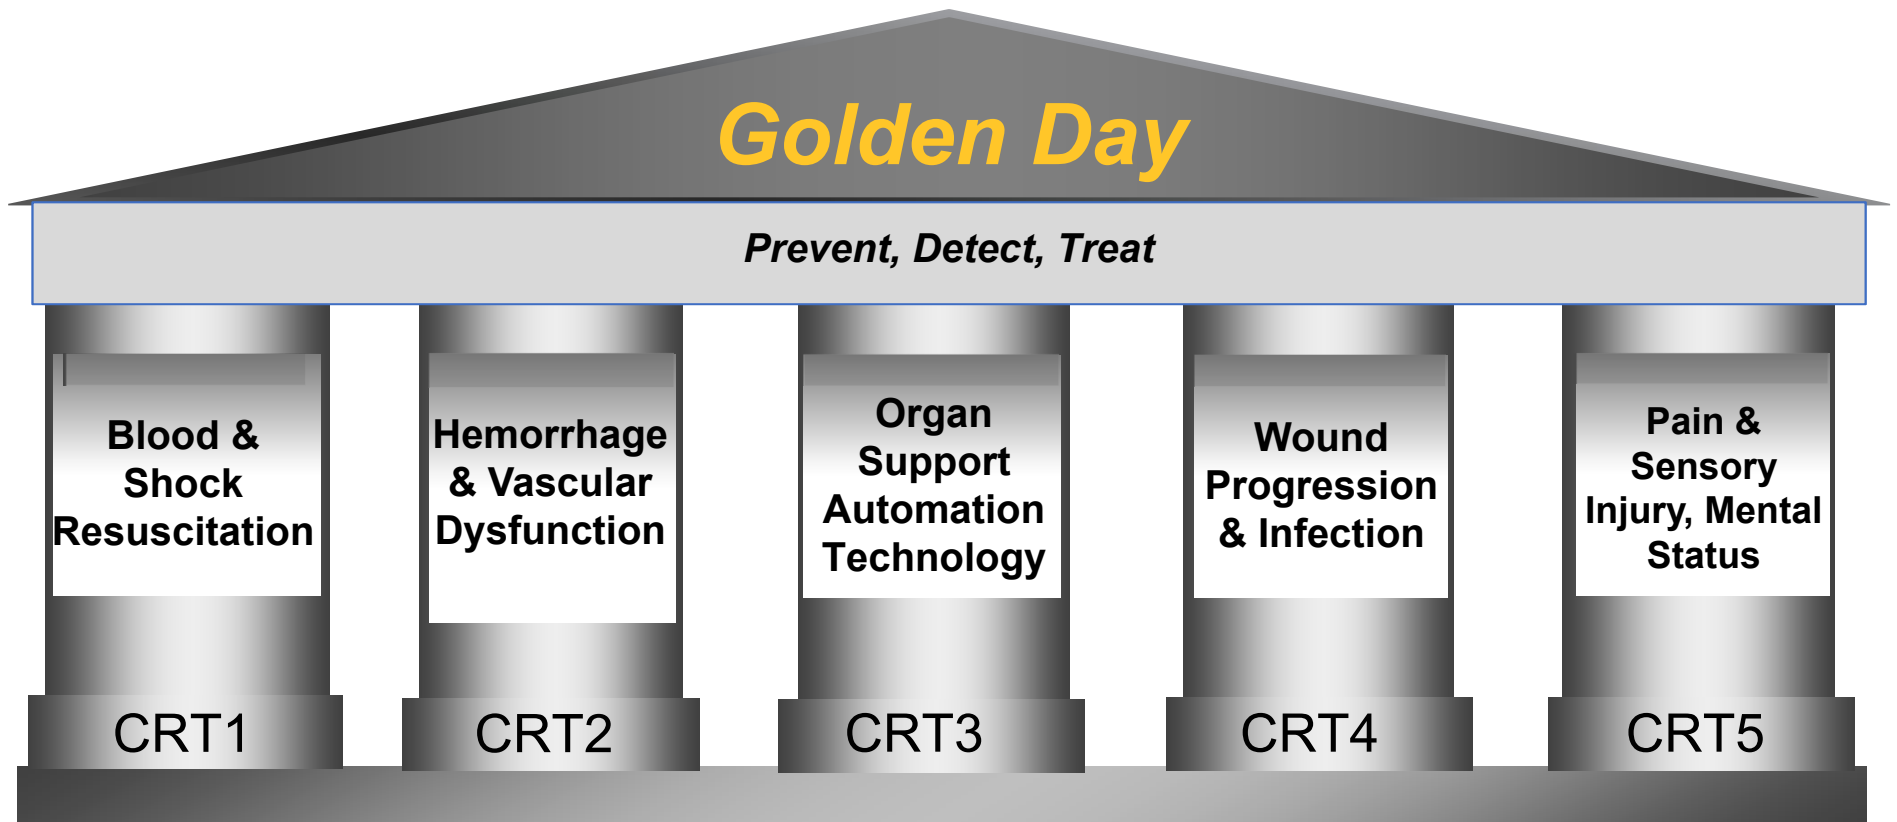 Golden Day
Prevent, Detect, Treat
Blood &
Shock
Resuscitation
Hemorrhage
& Vascular
Dysfunction
Organ
Support
Automation
Technology
Wound
Progression
& Infection
Pain &
Sensory
Injury, Mental
Status
CRT1
CRT2
CRT3
CRT4
CRT5